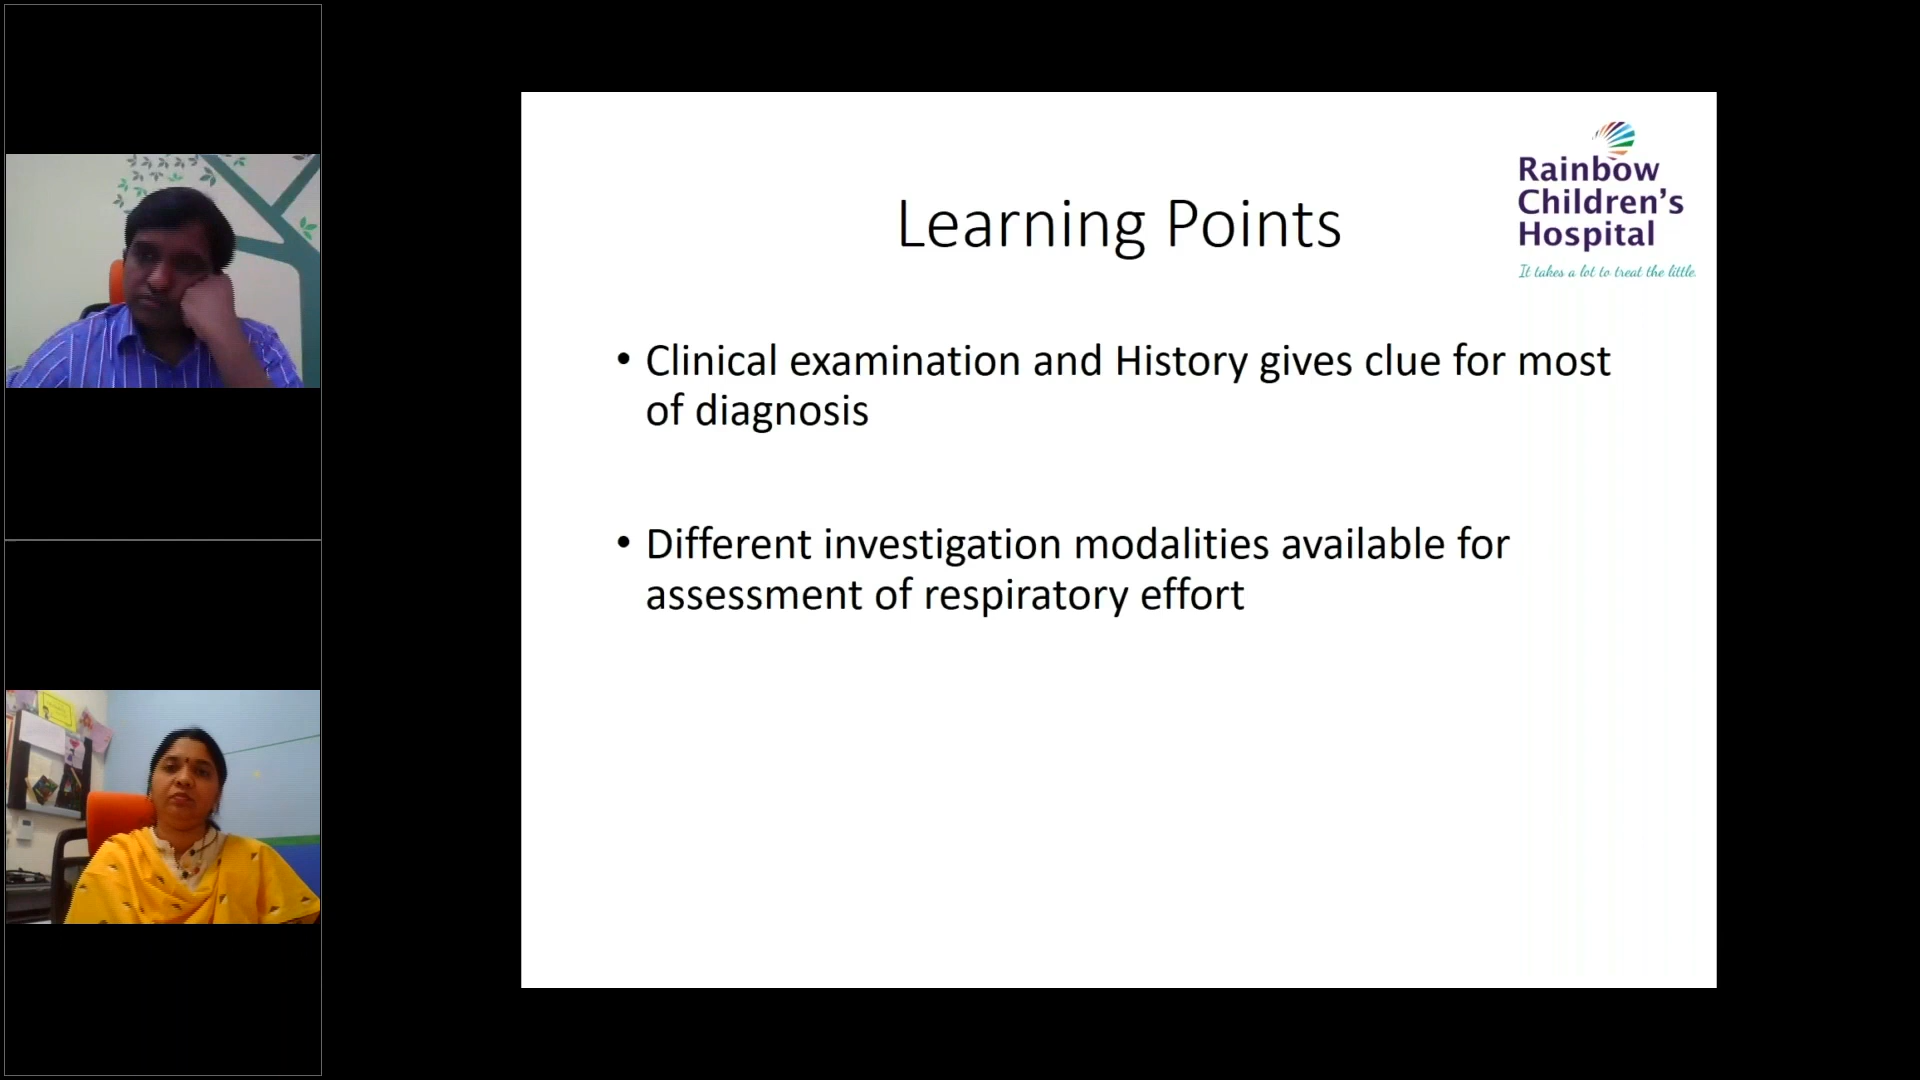 Learning Points
Rainbow
Children's
Hospital
It takes a lot to treat the little.
• Clinical examination and History gives clue for most
of diagnosis
• Different investigation modalities available for
assessment of respiratory effort